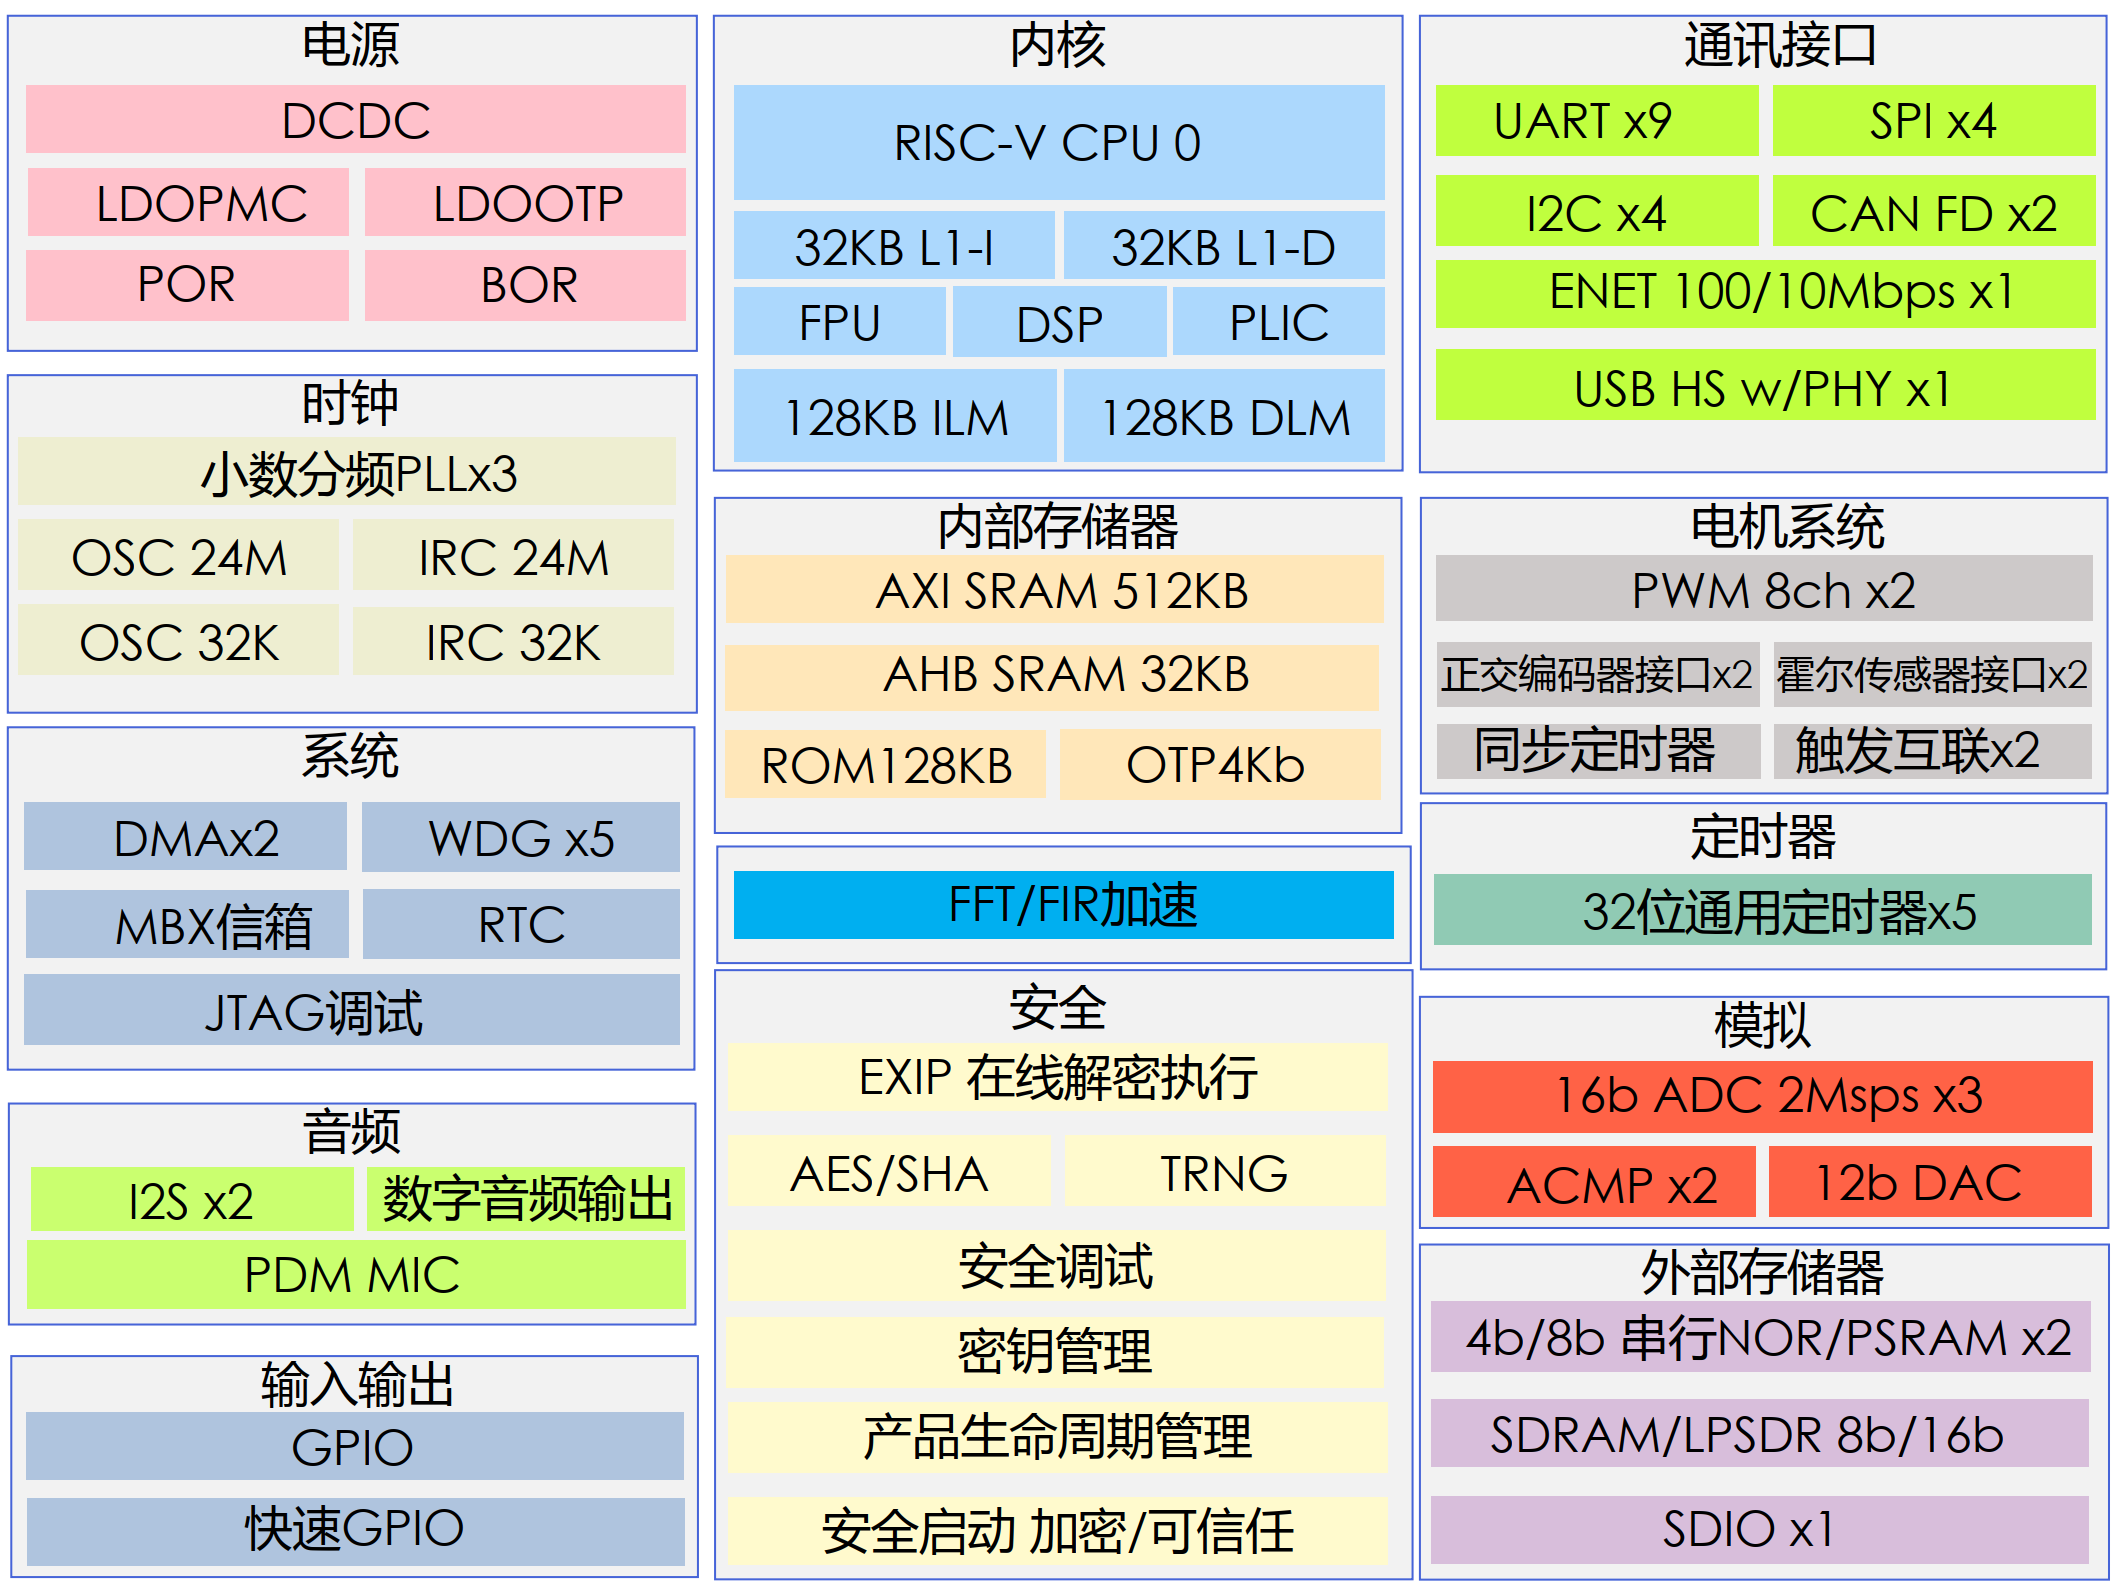 电源
DCDC
LDOPMC
LDOOTP
POR
BOR
时钟
小数分频PLLx3
OSC 24M
IRC 24M
OSC 32K
IRC 32K
系统
DMAx2
WDG x5
MBX信箱
RTC
JTAG调试
音频
I2S x2
数字音频输出
PDM MIC
输入输出
GPIO
快速GPIO
内核
RISC-V CPU 0
32KB L1-I
32KB L1-D
FPU
DSP
PLIC
128KB ILM
128KB DLM
内部存储器
AXI SRAM 512KB
AHB SRAM 32KB
ROM128KB
OTP4Kb
FFT/FIR加速
安全
EXIP 在线解密执行
AES/SHA
TRNG
安全调试
密钥管理
产品生命周期管理
安全启动 加密/可信任
通讯接口
UART x9
SPI x4
I2C x4
CAN FD x2
ENET 100/10Mbps x1
USB HS w/PHY x1
电机系统
PWM 8ch x2
正交编码器接口x2
霍尔传感器接口x2
同步定时器
触发互联x2
定时器
32位通用定时器x5
模拟
16b ADC 2Msps x3
ACMP x2
12b DAC
外部存储器
4b/8b 串行NOR/PSRAM x2
SDRAM/LPSDR 8b/16b
SDIO x1